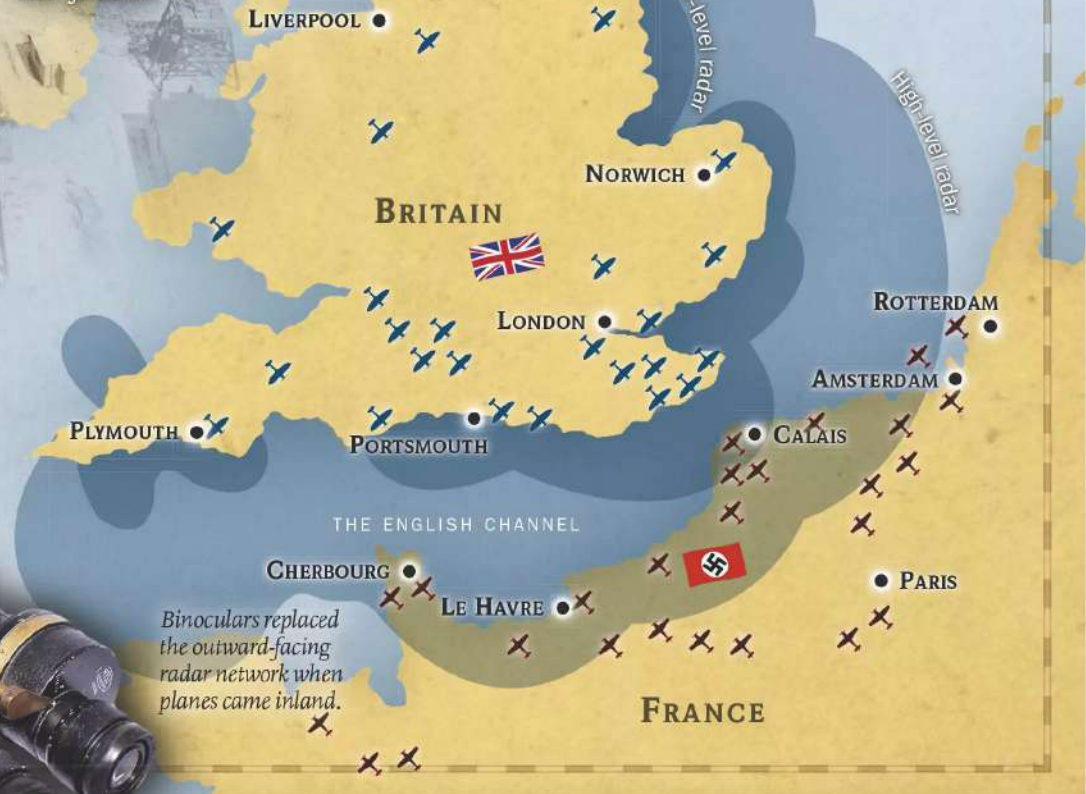 LIVERPOOL
-level radar
High-level radar
NORWICH
BRITAIN
LONDON
ROTTERDAM
AMSTERDAM
PLYMOUTH
PORTSMOUTH
CALAIS
THE ENGLISH CHANNEL
CHERBOURG
LE HAVRE
PARIS
Binoculars replaced
the outward-facing
radar network when
planes came inland.
FRANCE